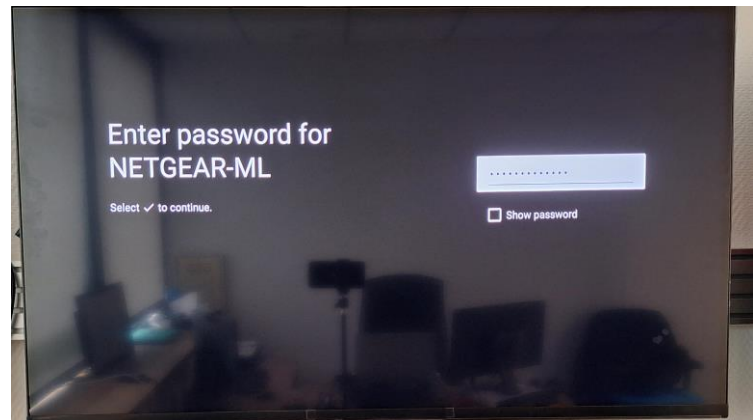 Enter password for
NETGEAR-ML
Select ✓ to continue.
.............
Show password